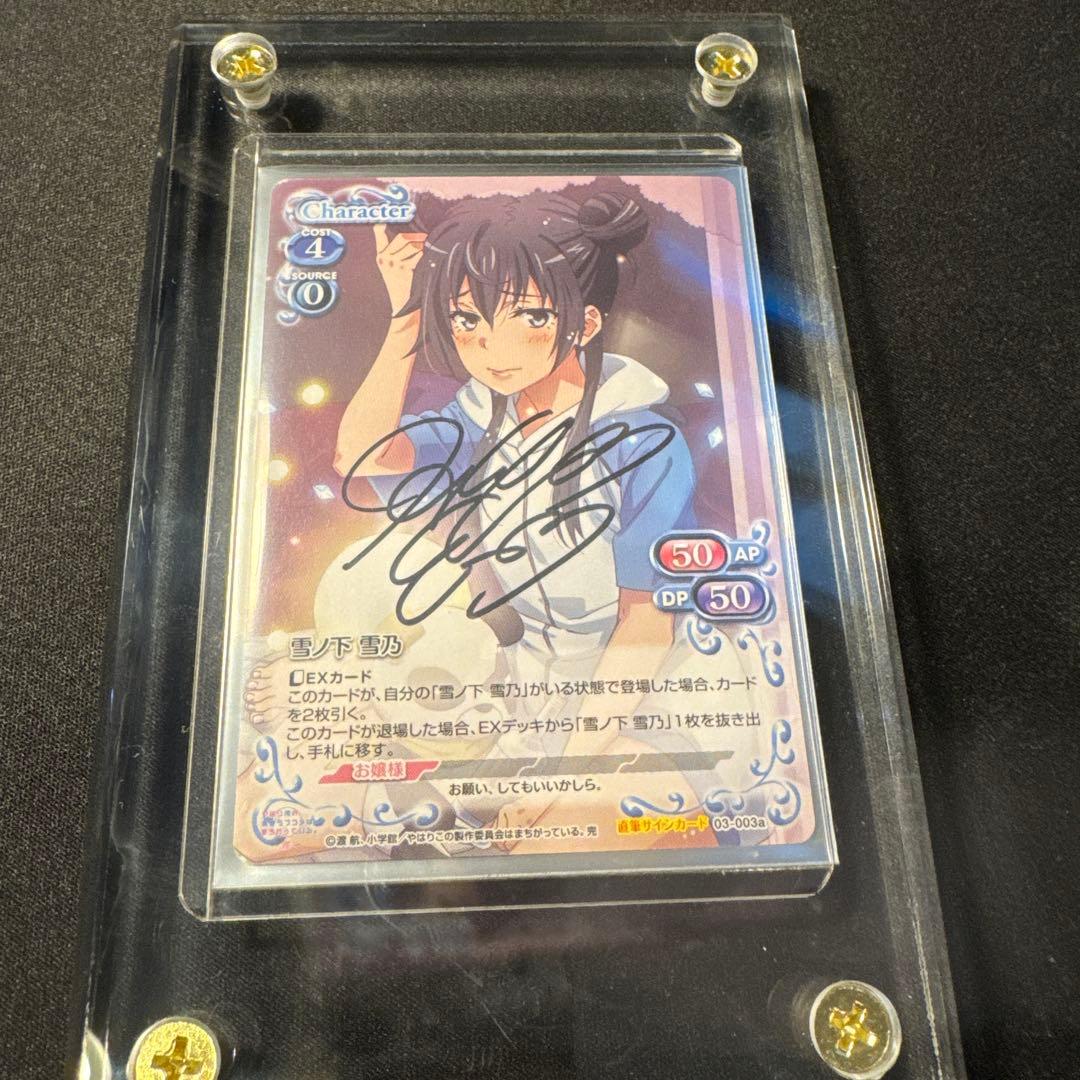 Character
COST
4
SOURCE
0
50 AP
DP 50
雪ノ下 雪乃
EXカード
このカードが、自分の「雪ノ下 雪乃」がいる状態で登場した場合、カード
を2枚引く。
このカードが退場した場合、EXデッキから「雪ノ下 雪乃」1枚を抜き出
し、手札に移す。
お嬢様
お願い、してもいいかしら。
直筆サインカード 03-003a
©渡 航、小学館／やはりこの製作委員会はまちがっている。完